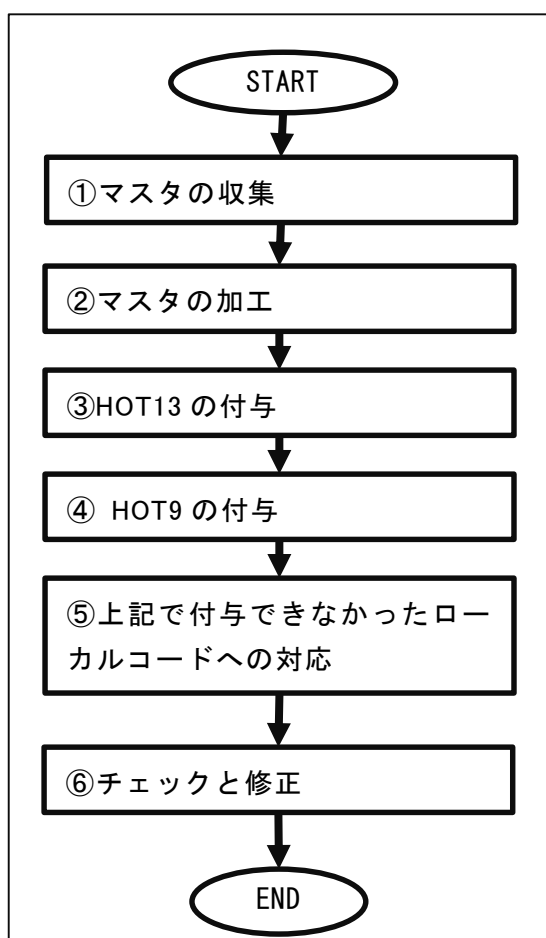 START
①マスタの収集
②マスタの加工
③HOT13 の付与
④ HOT9 の付与
⑤上記で付与できなかったロー
カルコードへの対応
⑥チェックと修正
END